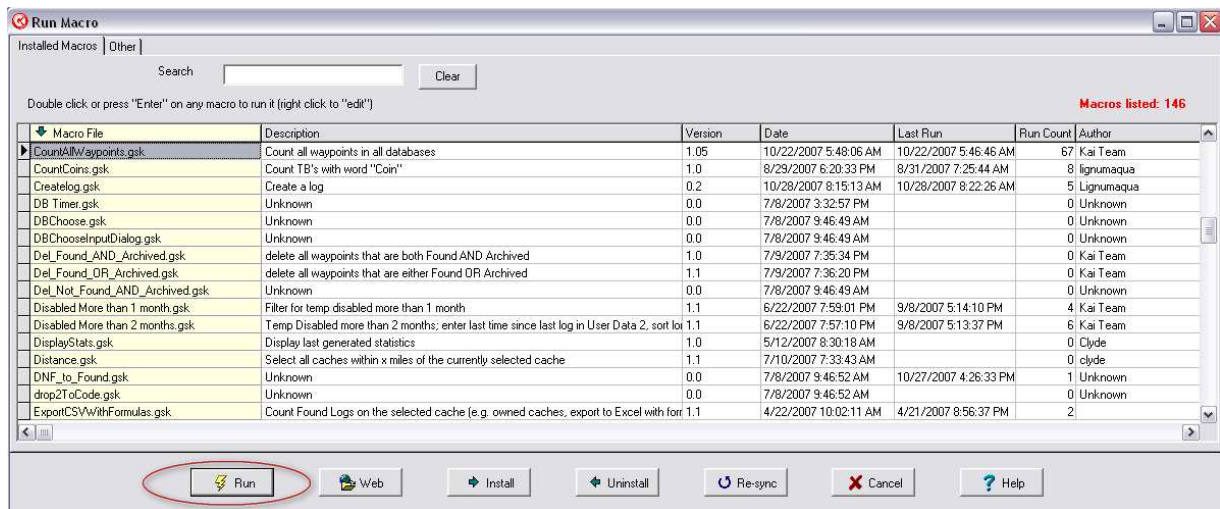 Run Macro
Installed Macros Other
Search Clear
Double click or press "Enter" on any macro to run it (right click to "edit") Macros listed: 146
Macro File Description Version Date Last Run Run Count Author
CountAllWaypoints.gsk Count all waypoints in all databases 1.05 10/22/2007 5:48:06 AM 10/22/2007 5:46:46 AM 67 Kai Team
CountCoins.gsk Count TB's with word "Coin" 1.0 8/29/2007 6:20:33 PM 8/31/2007 7:25:44 AM 8 lignumaqua
Createlog.gsk Create a log 0.2 10/28/2007 8:15:13 AM 10/28/2007 8:22:26 AM 5 Lignumaqua
DB Timer.gsk Unknown 0.0 7/8/2007 3:32:57 PM 0 Unknown
DBChoose.gsk Unknown 0.0 7/8/2007 9:46:49 AM 0 Unknown
DBChooseInputDialog.gsk Unknown 0.0 7/8/2007 9:46:49 AM 0 Unknown
Del_Found_AND_Archived.gsk delete all waypoints that are both Found AND Archived 1.0 7/9/2007 7:35:34 PM 0 Kai Team
Del_Found_OR_Archived.gsk delete all waypoints that are either Found OR Archived 1.1 7/9/2007 7:36:20 PM 0 Kai Team
Del_Not_Found_AND_Archived.gsk Unknown 0.0 7/8/2007 9:46:49 AM 0 Unknown
Disabled More than 1 month.gsk Filter for temp disabled more than 1 month 1.1 6/22/2007 7:59:01 PM 9/8/2007 5:14:10 PM 4 Kai Team
Disabled More than 2 months.gsk Temp Disabled more than 2 months; enter last time since last log in User Data 2, sort lo 1.1 6/22/2007 7:57:10 PM 9/8/2007 5:13:37 PM 6 Kai Team
DisplayStats.gsk Display last generated statistics 1.0 5/12/2007 8:30:18 AM 0 Clyde
Distance.gsk Select all caches within x miles of the currently selected cache 1.1 7/10/2007 7:33:43 AM 0 clyde
DNF_to_Found.gsk Unknown 0.0 7/8/2007 9:46:52 AM 10/27/2007 4:26:33 PM 1 Unknown
drop2ToCode.gsk Unknown 0.0 7/8/2007 9:46:52 AM 0 Unknown
ExportCSVWithFormulas.gsk Count Found Logs on the selected cache (e.g. owned caches, export to Excel with forr 1.1 4/22/2007 10:02:11 AM 4/21/2007 8:56:37 PM 2
Run Web Install Uninstall Re-sync Cancel Help